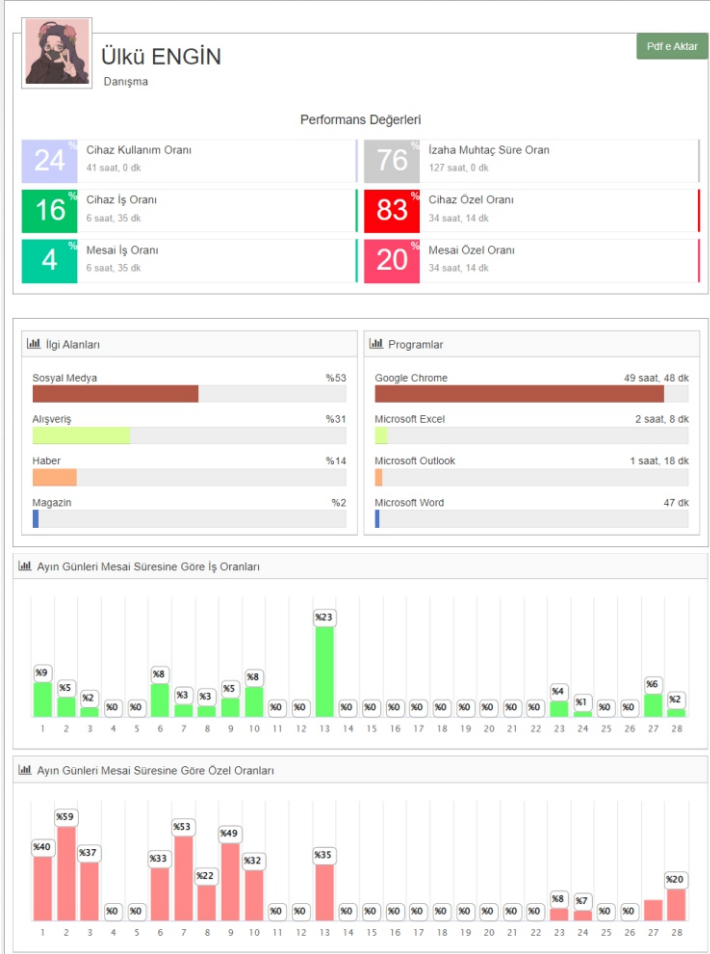 Ülkü ENGİN
Pdf e Aktar
Danışma
Performans Değerleri
24 % Cihaz Kullanım Oranı
41 saat, 0 dk
76 % İzaha Muhtaç Süre Oran
127 saat, 0 dk
16 % Cihaz İş Oranı
6 saat, 35 dk
83 % Cihaz Özel Oranı
34 saat, 14 dk
4 % Mesai İş Oranı
6 saat, 35 dk
20 % Mesai Özel Oranı
34 saat, 14 dk
İlgi Alanları
Sosyal Medya %53
Alışveriş %31
Haber %14
Magazin %2
Programlar
Google Chrome 49 saat, 48 dk
Microsoft Excel 2 saat, 8 dk
Microsoft Outlook 1 saat, 18 dk
Microsoft Word 47 dk
Ayın Günleri Mesai Süresine Göre İş Oranları
%9 %5 %2 %0 %0 %8 %3 %3 %5 %8 %0 %0 %23 %0 %0 %0 %0 %0 %0 %0 %0 %0 %4 %1 %0 %0 %6 %2
1 2 3 4 5 6 7 8 9 10 11 12 13 14 15 16 17 18 19 20 21 22 23 24 25 26 27 28
Ayın Günleri Mesai Süresine Göre Özel Oranları
%40 %59 %37 %0 %0 %33 %53 %22 %49 %32 %0 %0 %35 %0 %0 %0 %0 %0 %0 %0 %0 %0 %8 %7 %0 %0 %20
1 2 3 4 5 6 7 8 9 10 11 12 13 14 15 16 17 18 19 20 21 22 23 24 25 26 27 28